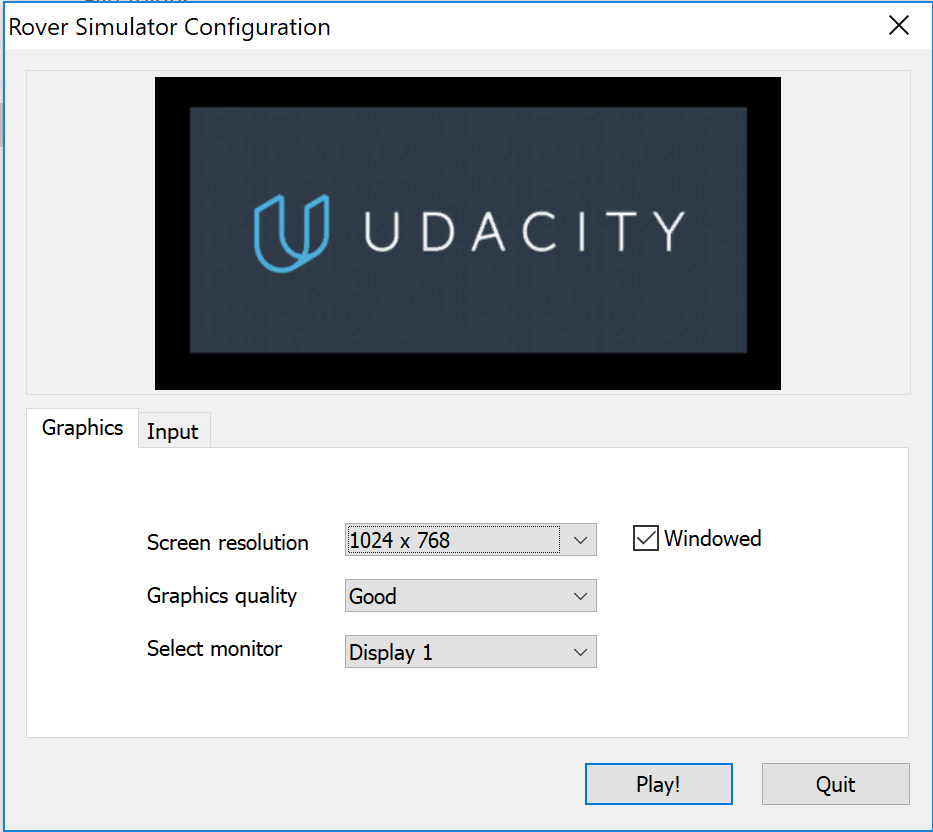 Rover Simulator Configuration
UDACITY
Graphics
Input
Screen resolution
1024 x 768
Windowed
Graphics quality
Good
Select monitor
Display 1
Play!
Quit